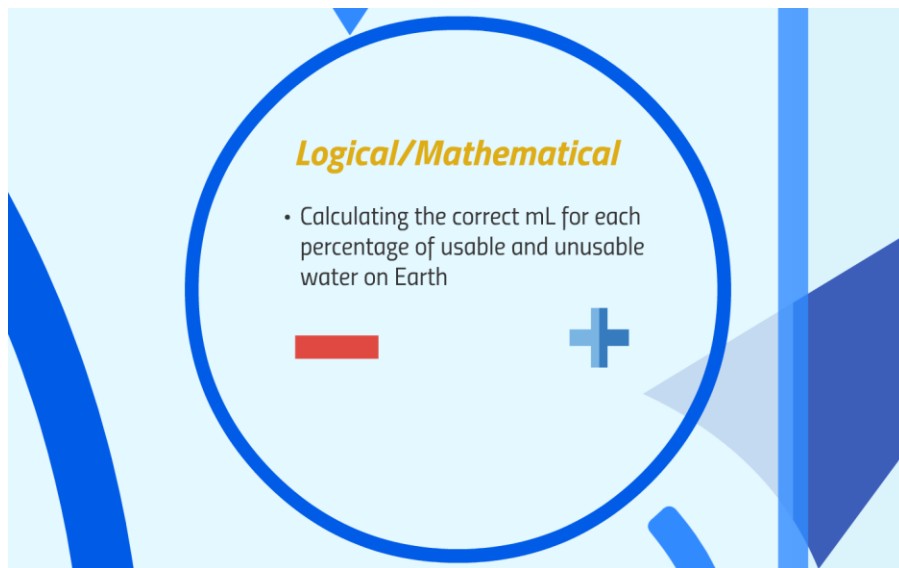 Logical/Mathematical
• Calculating the correct mL for each
percentage of usable and unusable
water on Earth